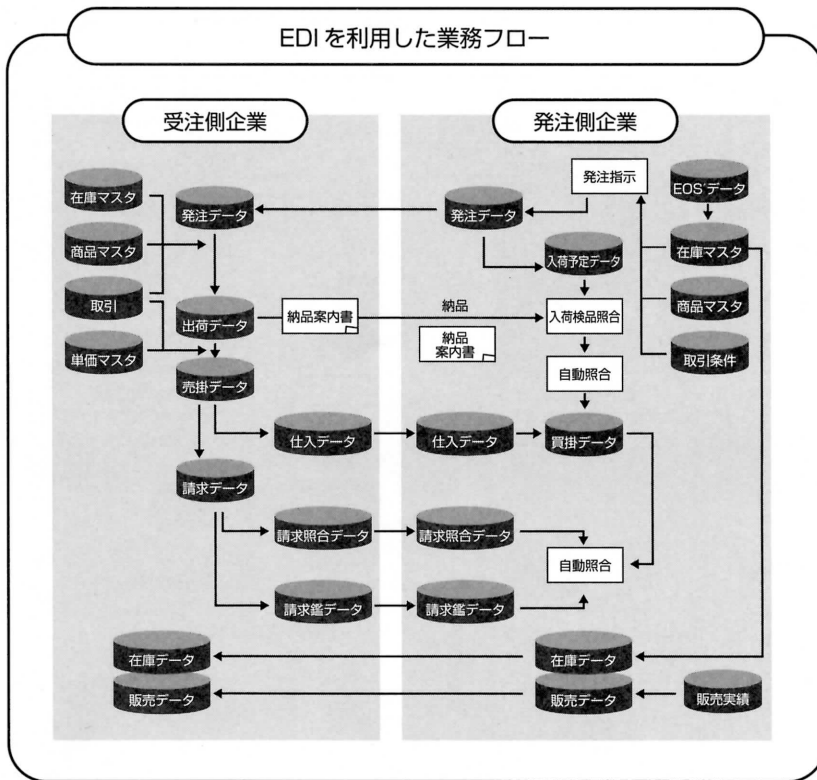 EDIを利用した業務フロー
受注側企業
発注側企業
在庫マスタ
商品マスタ
取引
単価マスタ
発注データ
出荷データ
売掛データ
請求データ
納品案内書
仕入データ
請求照合データ
請求鑑データ
在庫データ
販売データ
発注データ
発注指示
EOSデータ
入荷予定データ
在庫マスタ
商品マスタ
取引条件
納品
納品
案内書
入荷検品照合
自動照合
仕入データ
買掛データ
請求照合データ
請求鑑データ
自動照合
在庫データ
販売データ
販売実績